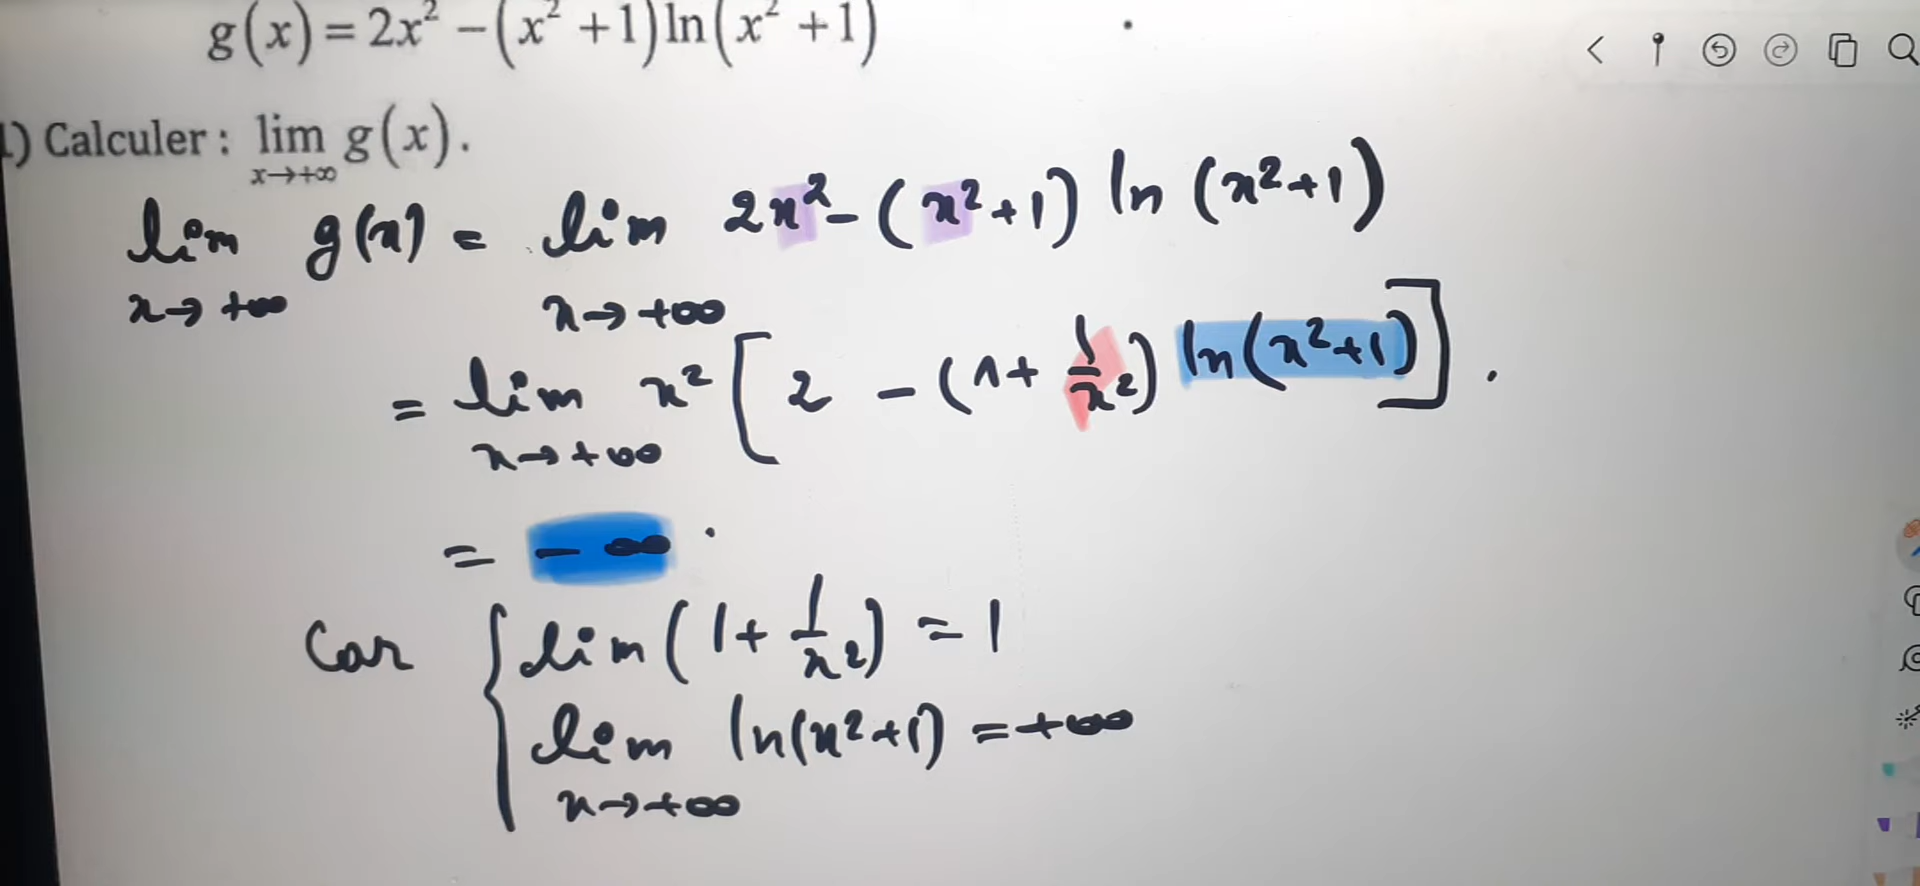 g(x) = 2x² − (x² + 1) ln(x² + 1)
1) Calculer : lim g(x).
x→+∞
lim g(x) = lim 2x² − (x² + 1) ln (x² + 1)
x→+∞ x→+∞
= lim x² [ 2 − (1 + 1/x²) ln(x² + 1) ] .
x→+∞
= − ∞ .
Car { lim (1 + 1/x²) = 1
lim ln(x² + 1) = +∞
x→+∞